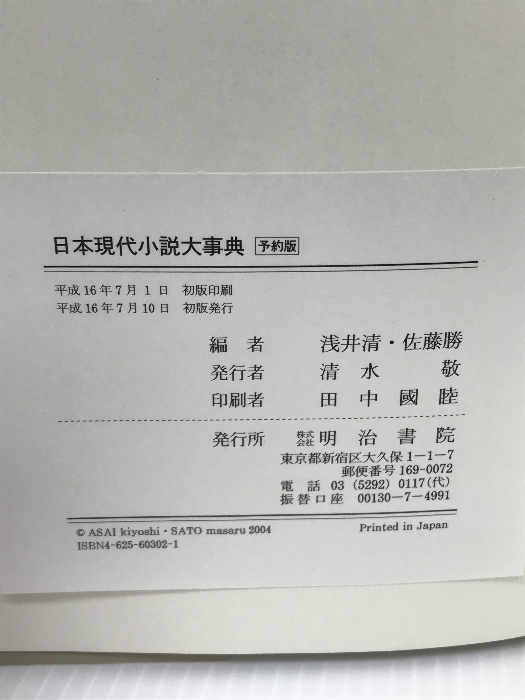 日本現代小説大事典 予約版
平成16年7月1日 初版印刷
平成16年7月10日 初版発行
編者 浅井清・佐藤勝
発行者 清水敬
印刷者 田中國睦
発行所 株式会社明治書院
東京都新宿区大久保1-1-7
郵便番号169-0072
電話 03 (5292) 0117(代)
振替口座 00130-7-4991
© ASAI kiyoshi・SATO masaru 2004 Printed in Japan
ISBN4-625-60302-1